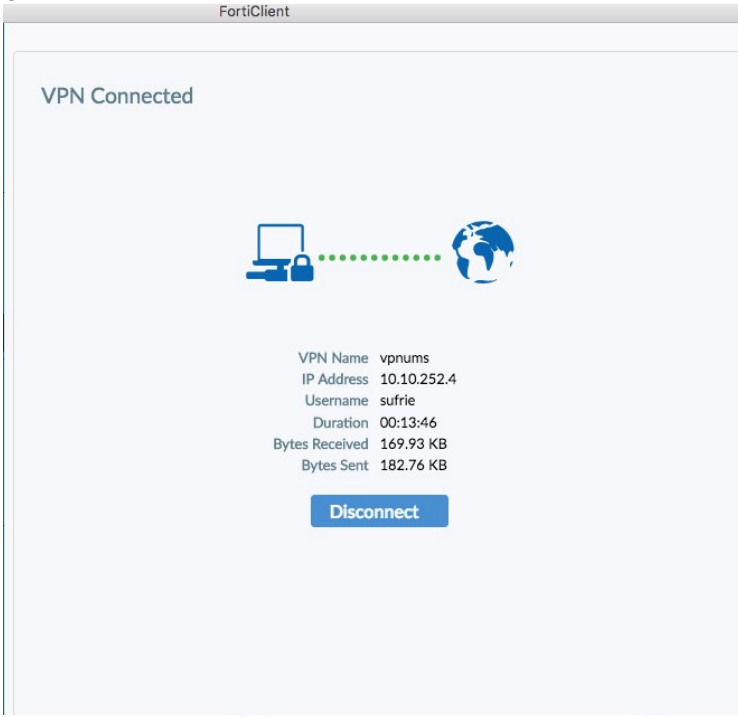 FortiClient
VPN Connected
VPN Name vpnums
IP Address 10.10.252.4
Username sufrie
Duration 00:13:46
Bytes Received 169.93 KB
Bytes Sent 182.76 KB
Disconnect